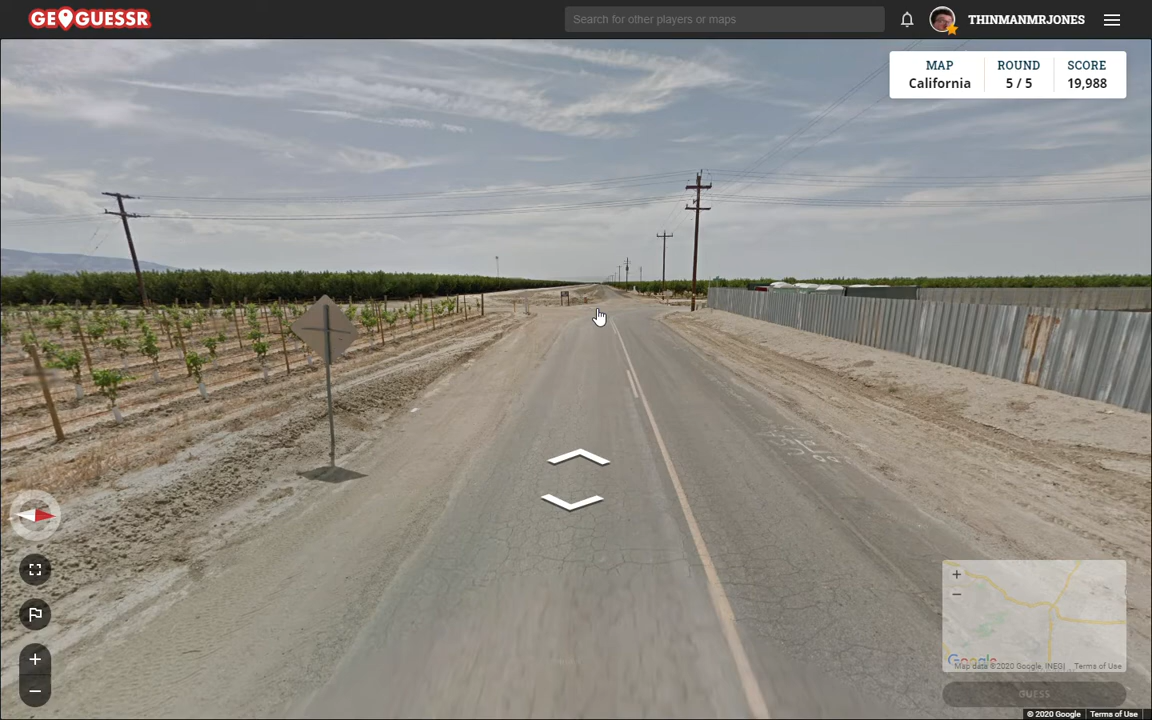 GEOGUESSR
Search for other players or maps
THINMANMRJONES
MAP
ROUND
SCORE
California
5 / 5
19,988
+
−
Google
Map data ©2020 Google, INEGI
Terms of Use
GUESS
+
−
© 2020 Google
Terms of Use